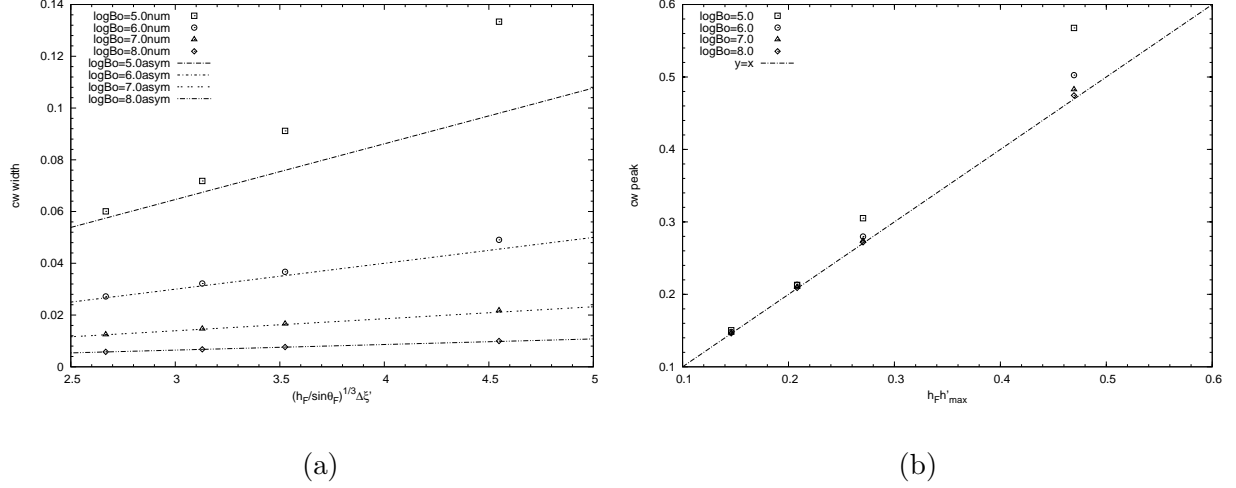 0.14
0.12
0.1
0.08
0.06
0.04
0.02
0
cw width
logBo=5.0num
logBo=6.0num
logBo=7.0num
logBo=8.0num
logBo=5.0asym
logBo=6.0asym
logBo=7.0asym
logBo=8.0asym
2.5 3 3.5 4 4.5 5
(h_F/sinθ_F)^{1/3}Δξ'
(a)
0.6
0.5
0.4
0.3
0.2
0.1
cw peak
logBo=5.0
logBo=6.0
logBo=7.0
logBo=8.0
y=x
0.1 0.2 0.3 0.4 0.5 0.6
h_Fh'_{max}
(b)